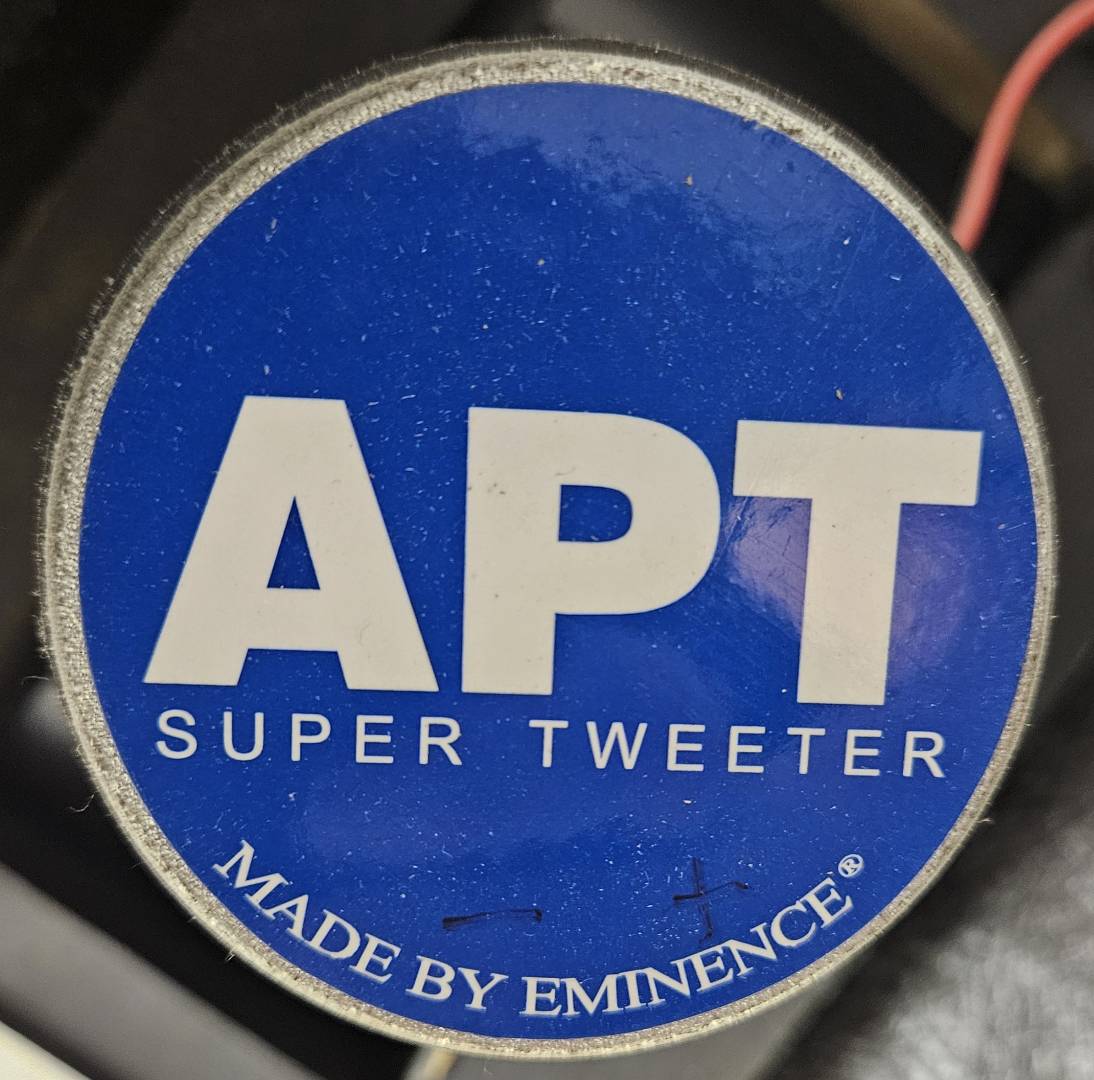 APT
SUPER TWEETER
- +
MADE BY EMINENCE®